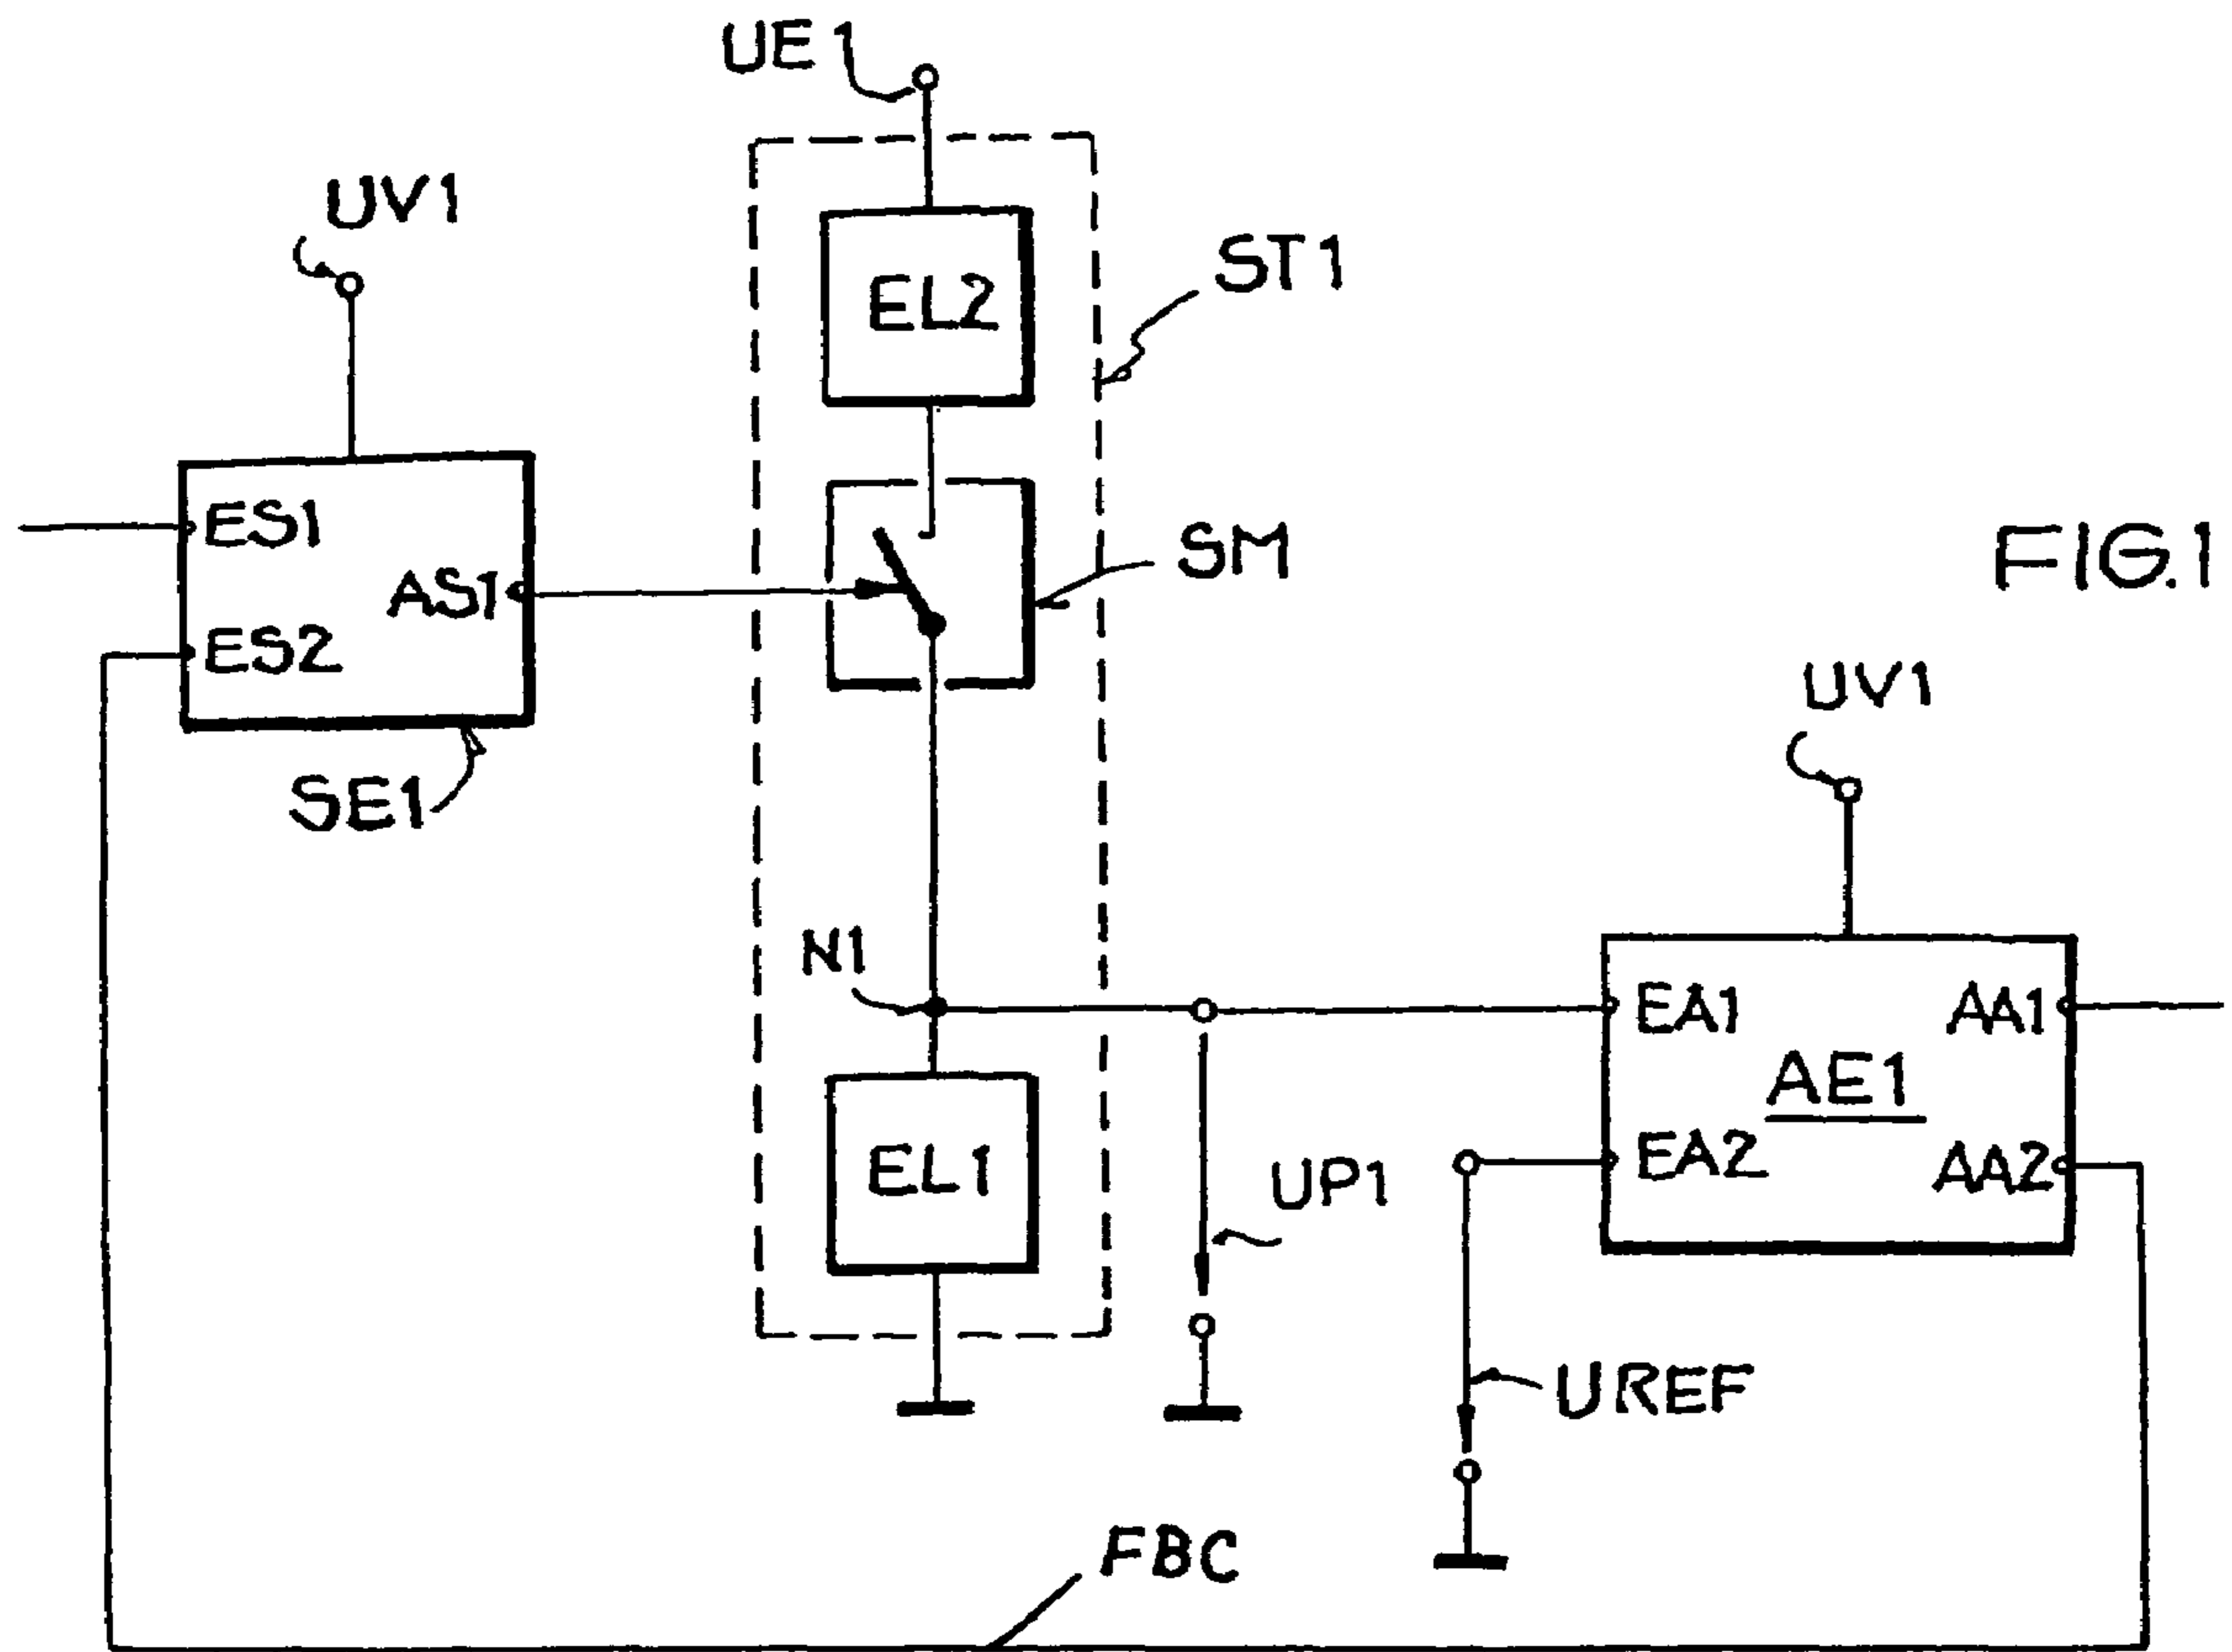 UE1
UV1
ST1
EL2
ES1
AS1
SM
FIG.1
ES2
UV1
SE1
N1
EA1
AA1
AE1
EL1
UP1
EA2
AA2
UREF
FBC